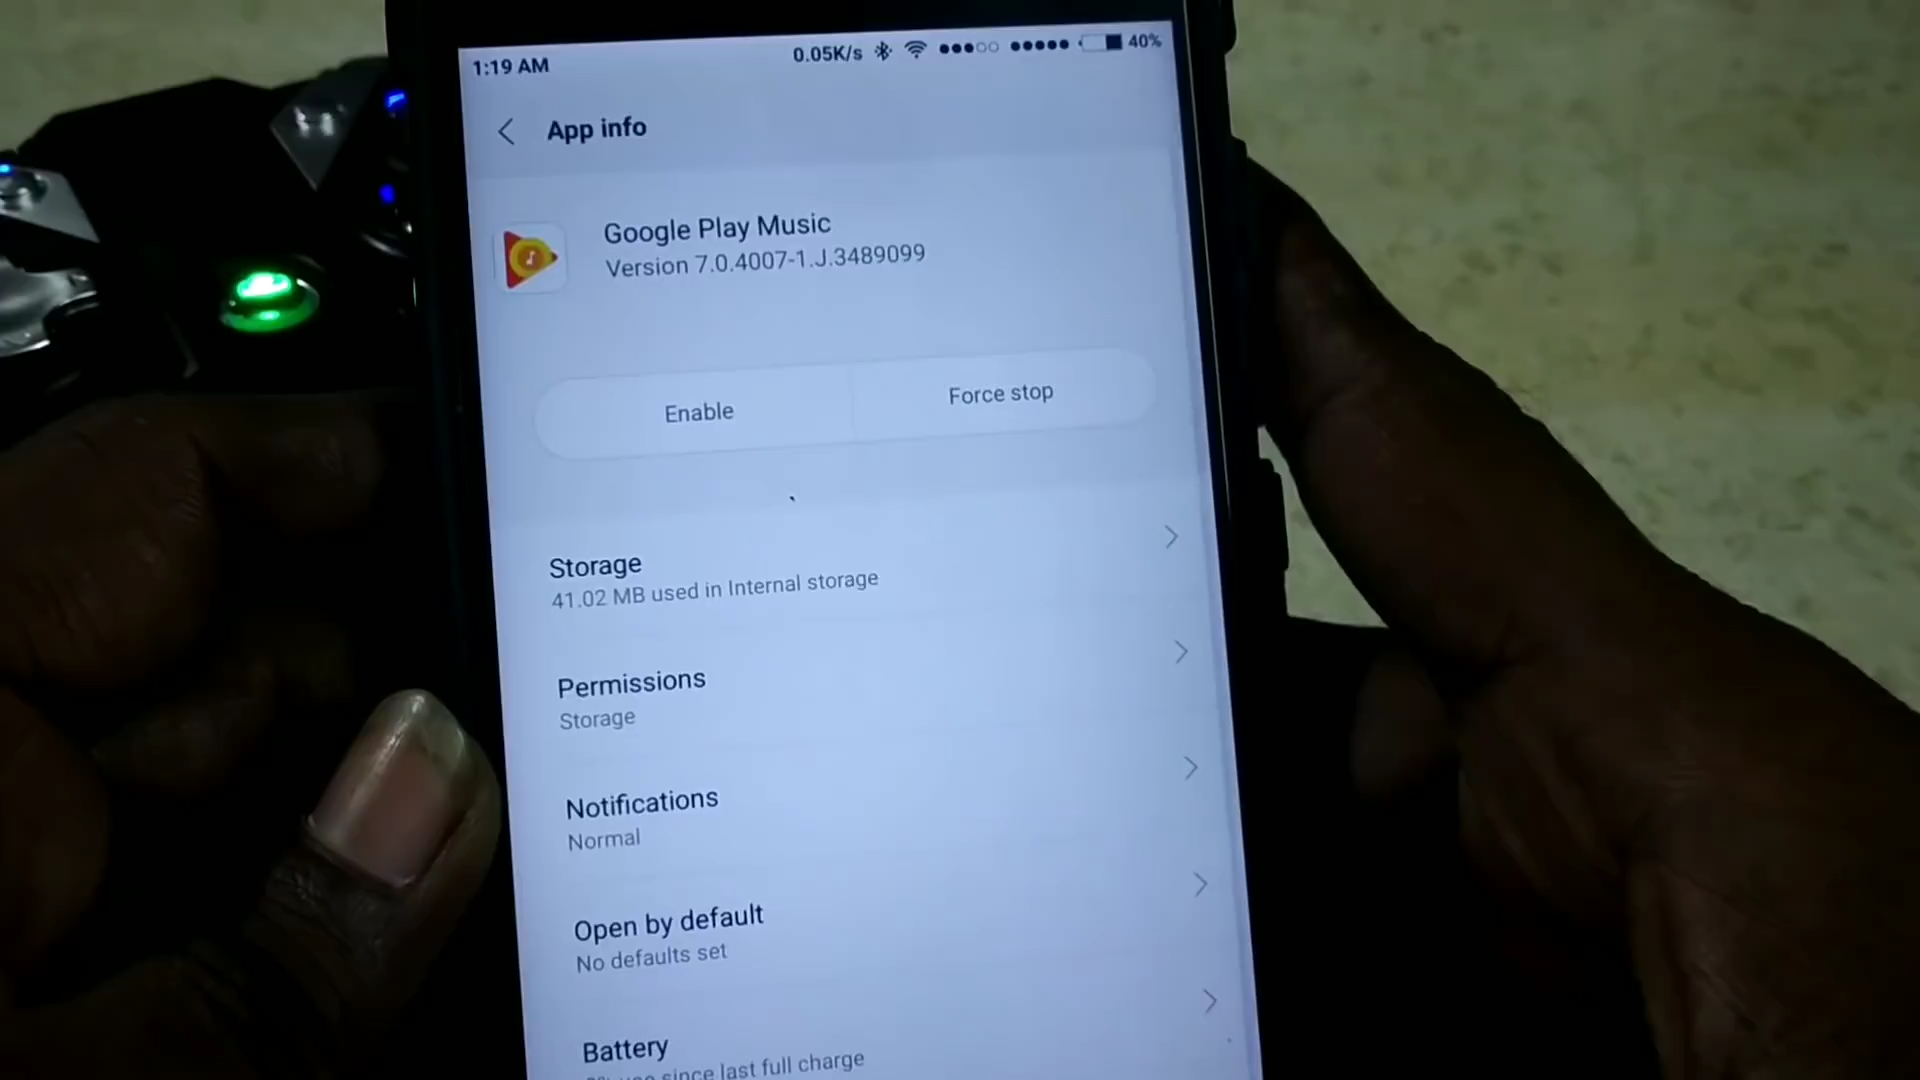 1:19 AM 0.05K/s 40%
App info
Google Play Music
Version 7.0.4007-1.J.3489099
Enable Force stop
Storage
41.02 MB used in Internal storage
Permissions
Storage
Notifications
Normal
Open by default
No defaults set
Battery
since last full charge